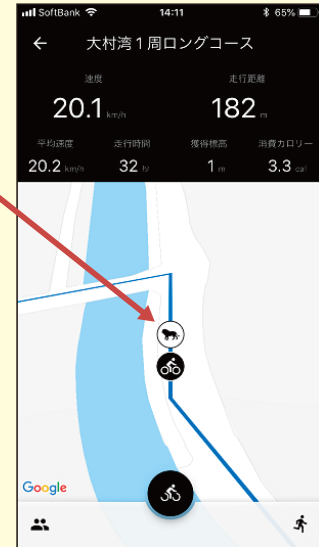 SoftBank 14:11 65%
大村湾1周ロングコース
速度 走行距離
20.1 km/h 182 m
平均速度 走行時間 獲得標高 消費カロリー
20.2 km/h 32 秒 1 m 3.3 cal
Google